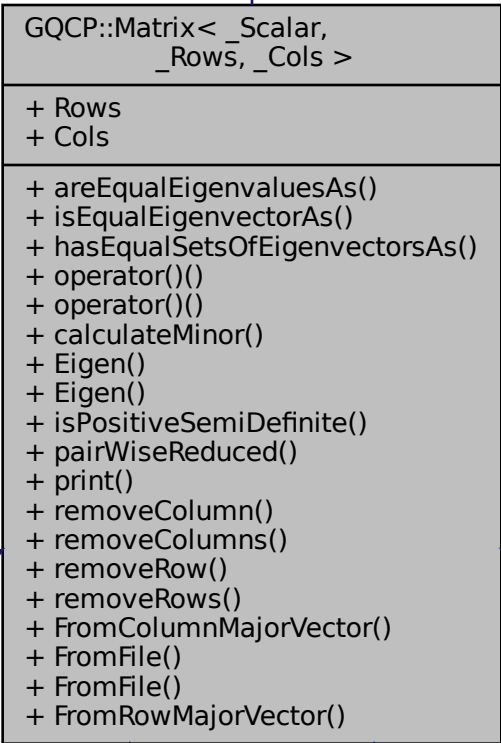 GQCP::Matrix< _Scalar,
_Rows, _Cols >
+ Rows
+ Cols
+ areEqualEigenvaluesAs()
+ isEqualEigenvectorAs()
+ hasEqualSetsOfEigenvectorsAs()
+ operator()()
+ operator()()
+ calculateMinor()
+ Eigen()
+ Eigen()
+ isPositiveSemiDefinite()
+ pairWiseReduced()
+ print()
+ removeColumn()
+ removeColumns()
+ removeRow()
+ removeRows()
+ FromColumnMajorVector()
+ FromFile()
+ FromFile()
+ FromRowMajorVector()